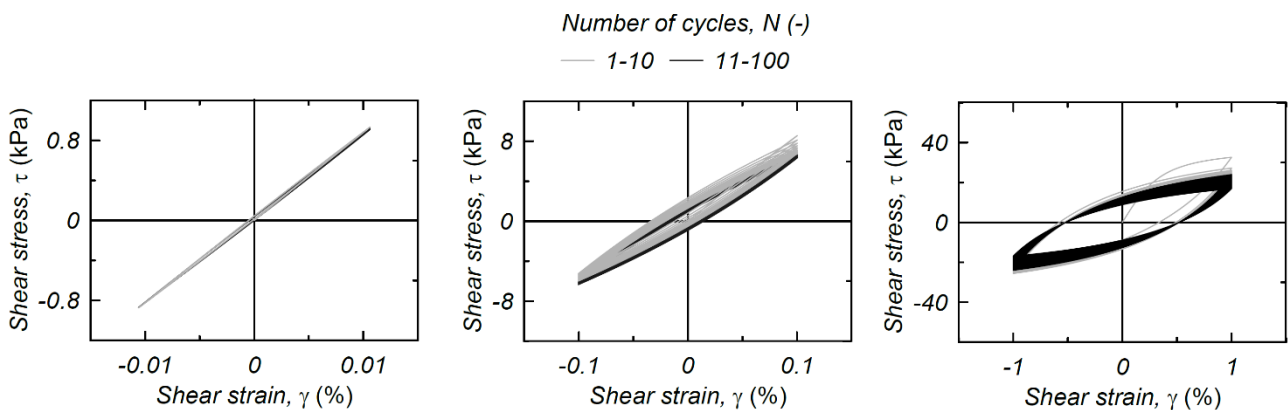 Number of cycles, N (-)
1-10 11-100
Shear stress, τ (kPa)
0.8
0
-0.8
-0.01 0 0.01
Shear strain, γ (%)
Shear stress, τ (kPa)
8
0
-8
-0.1 0 0.1
Shear strain, γ (%)
Shear stress, τ (kPa)
40
0
-40
-1 0 1
Shear strain, γ (%)